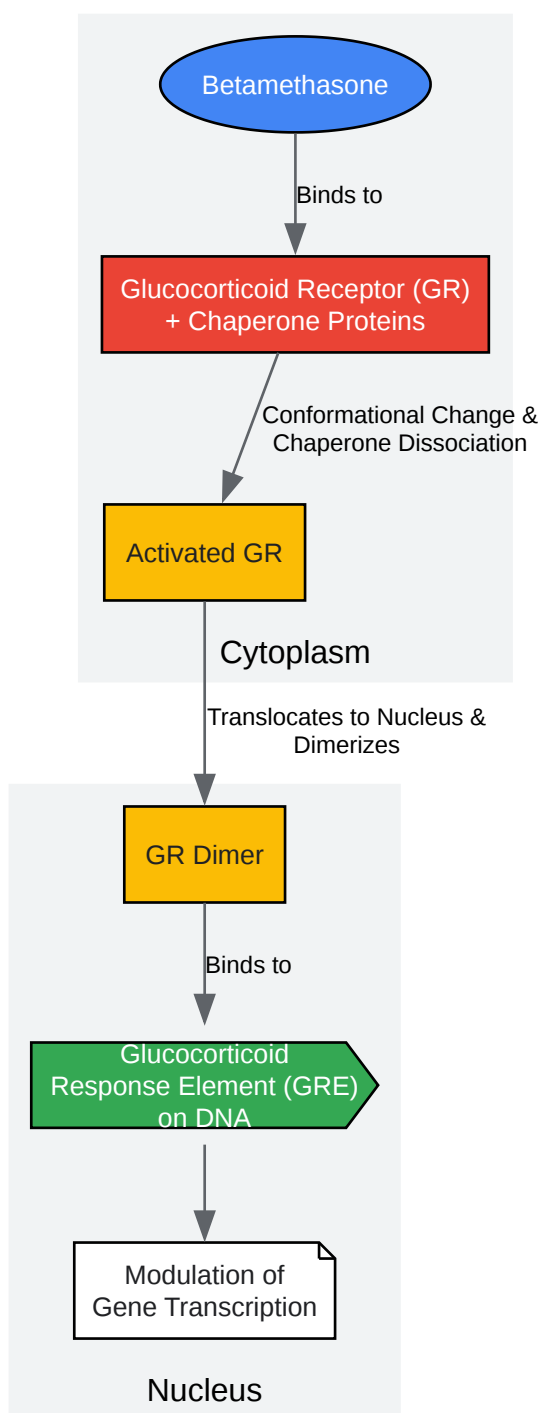 Betamethasone
Binds to
Glucocorticoid Receptor (GR)
+ Chaperone Proteins
Conformational Change &
Chaperone Dissociation
Activated GR
Cytoplasm
Translocates to Nucleus &
Dimerizes
GR Dimer
Binds to
Glucocorticoid
Response Element (GRE)
on DNA
Modulation of
Gene Transcription
Nucleus